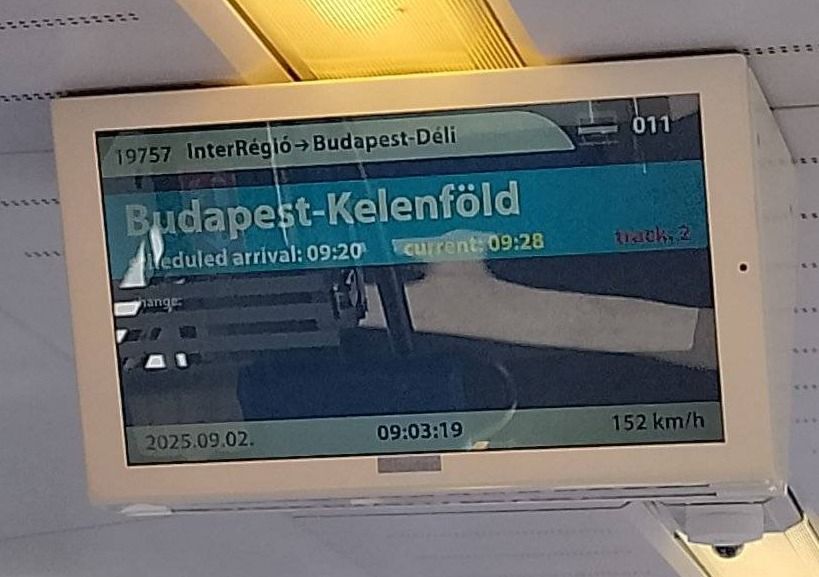 19757 InterRégió→Budapest-Déli 011
Budapest-Kelenföld
scheduled arrival: 09:20 current: 09:28 track: 2
change:
2025.09.02. 09:03:19 152 km/h